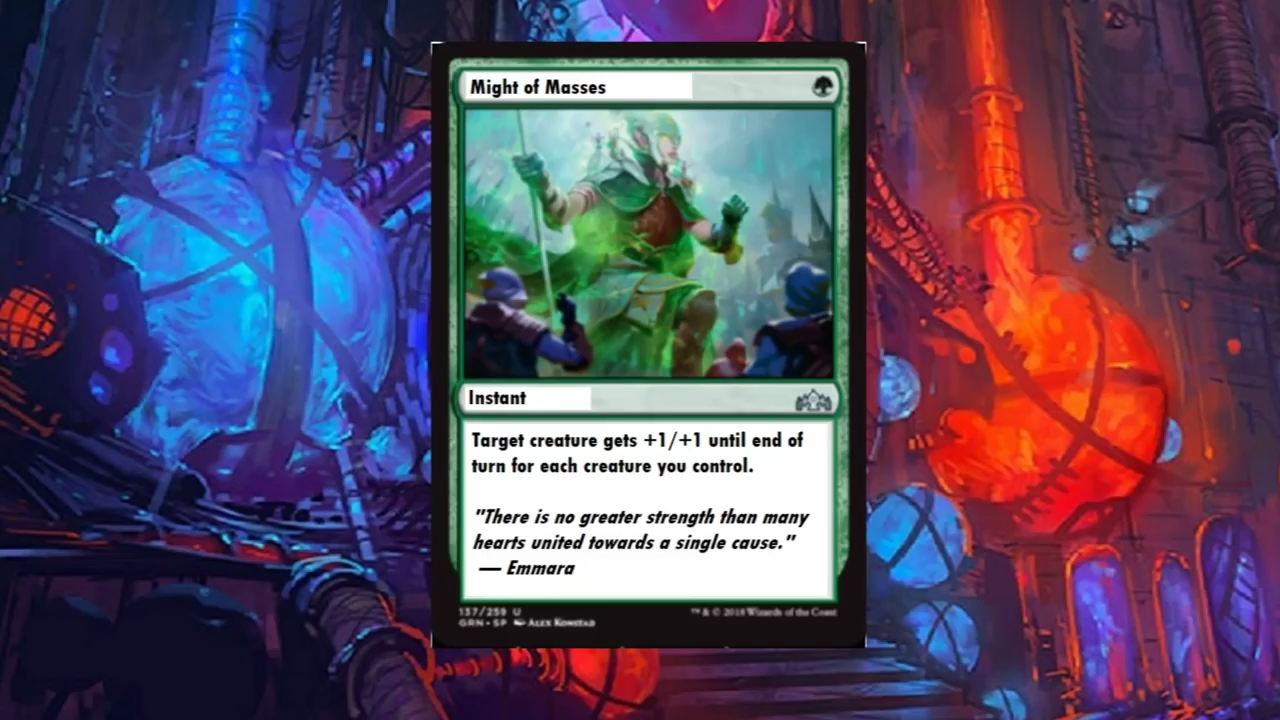 Might of Masses
Instant
Target creature gets +1/+1 until end of
turn for each creature you control.
"There is no greater strength than many
hearts united towards a single cause."
— Emmara
137/259 U
GRN • SP Alex Konstad
™ & © 2018 Wizards of the Coast